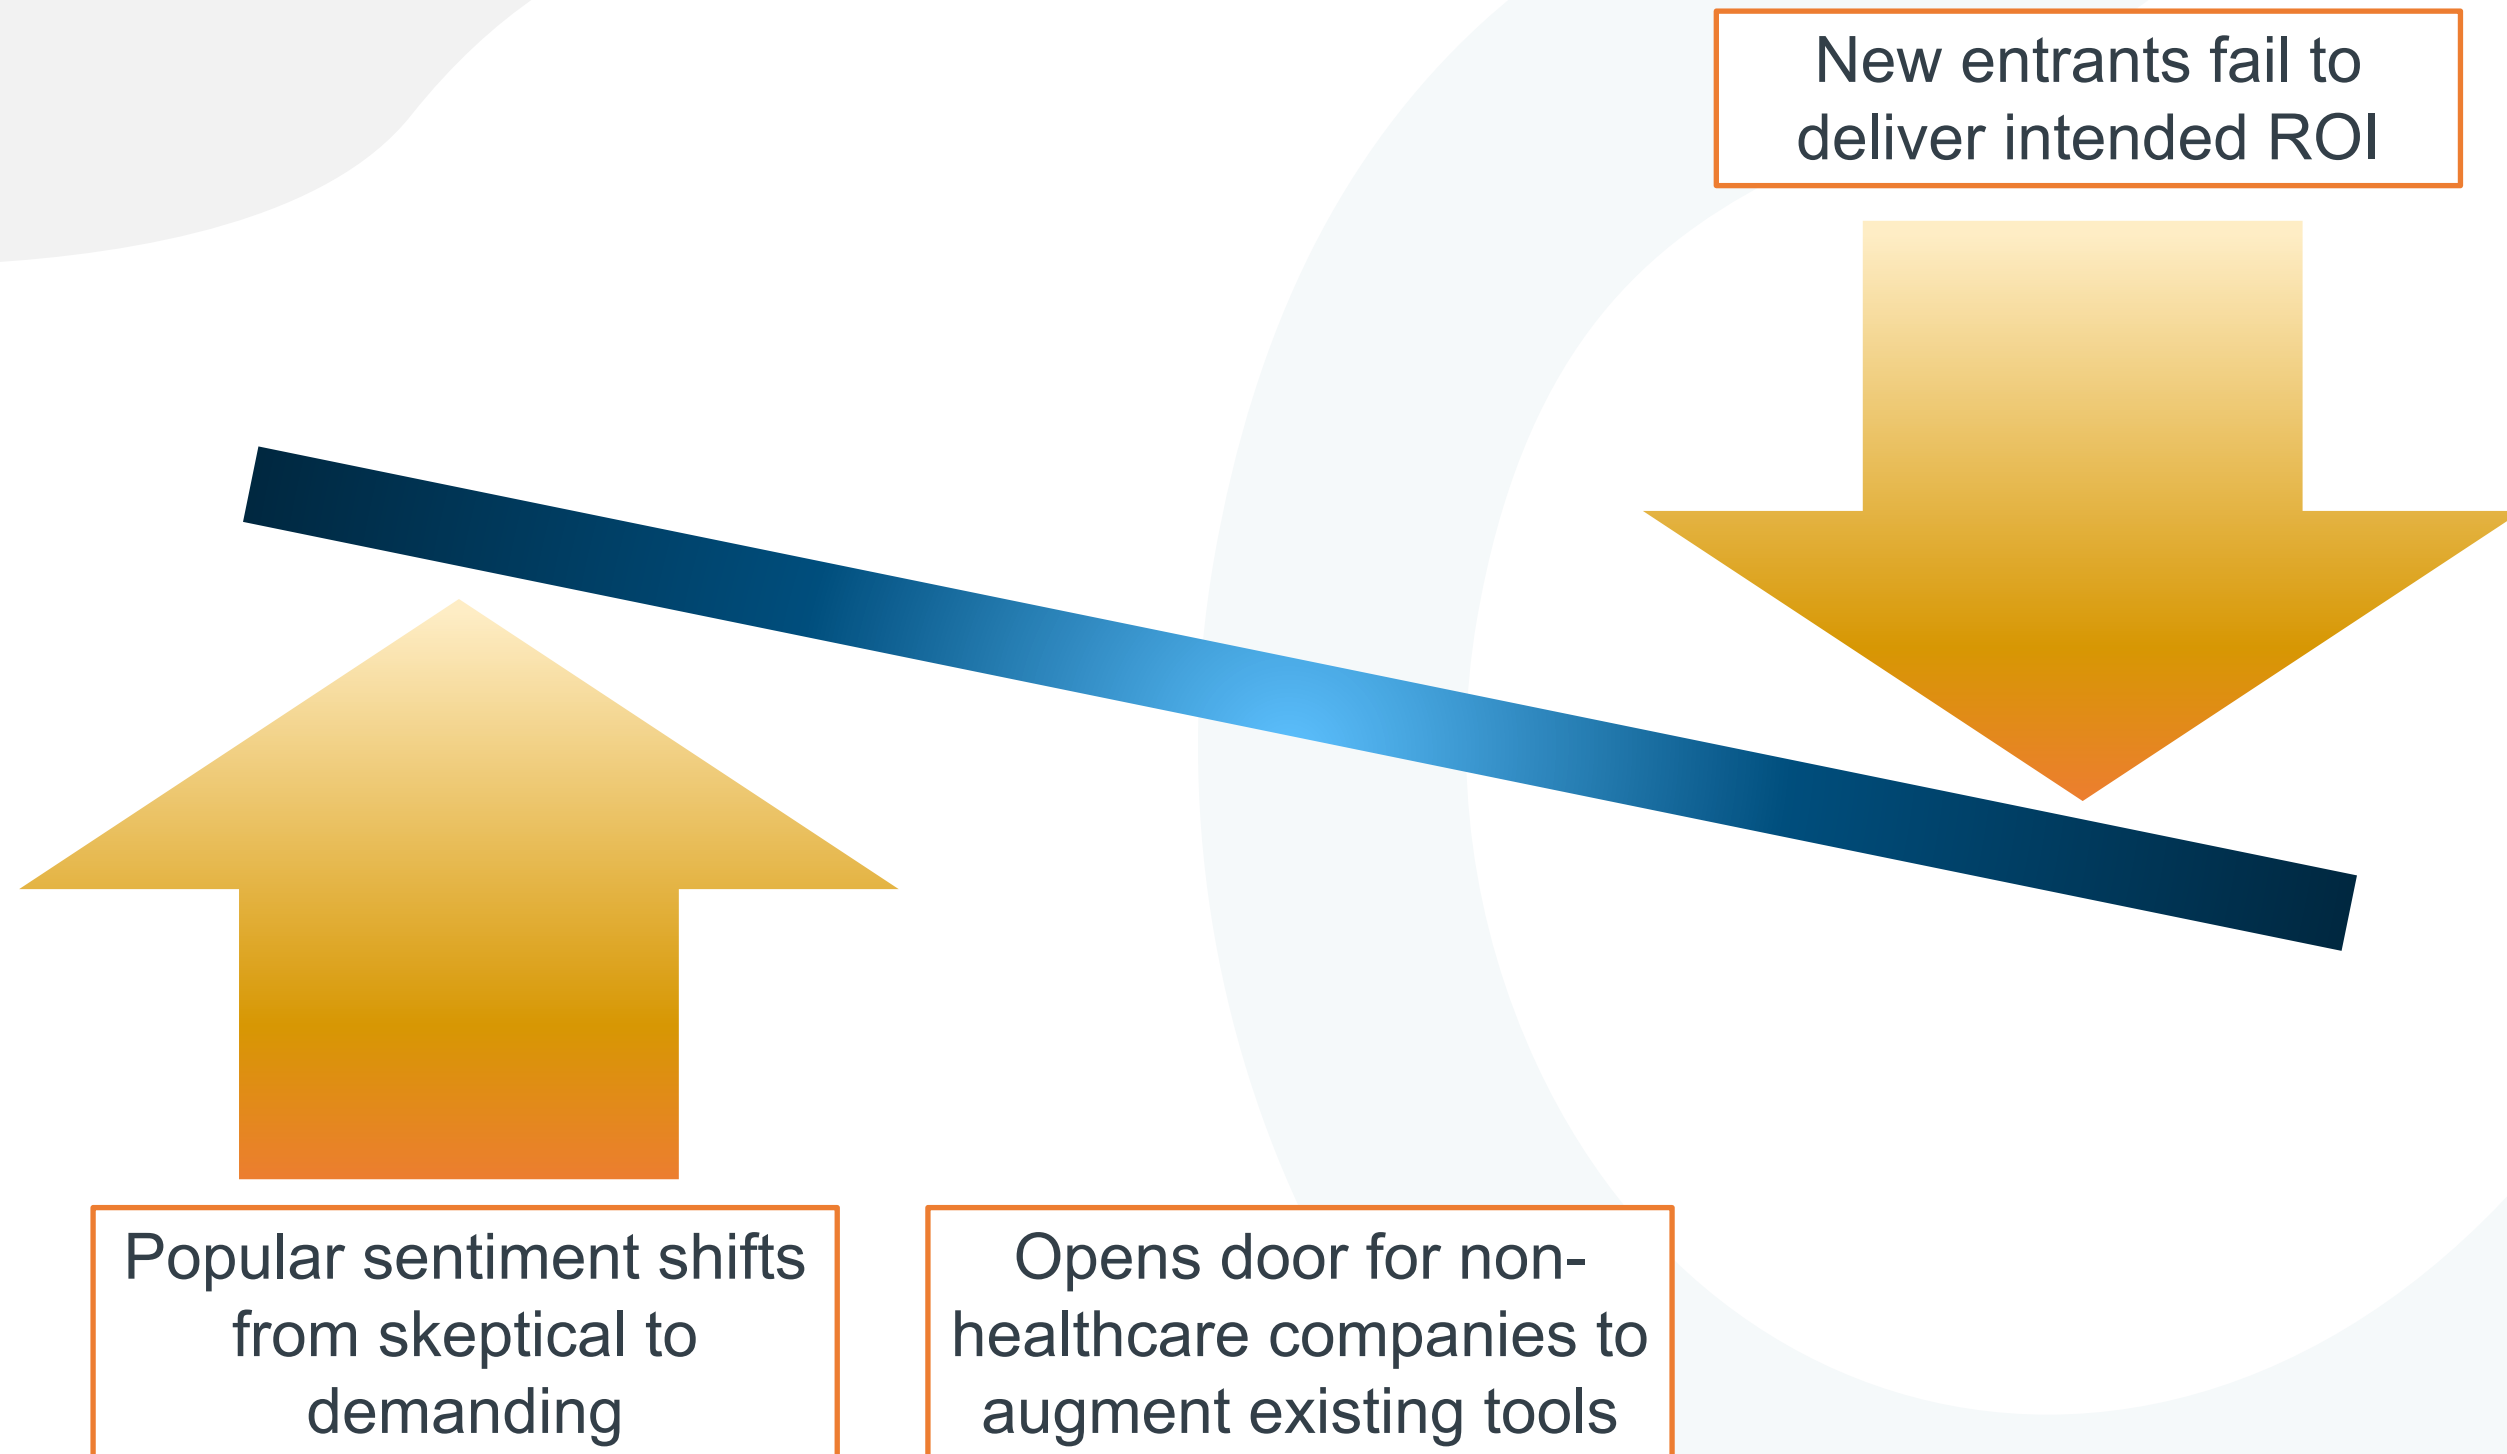 New entrants fail to
deliver intended ROI
Popular sentiment shifts
from skeptical to
demanding
Opens door for non-
healthcare companies to
augment existing tools